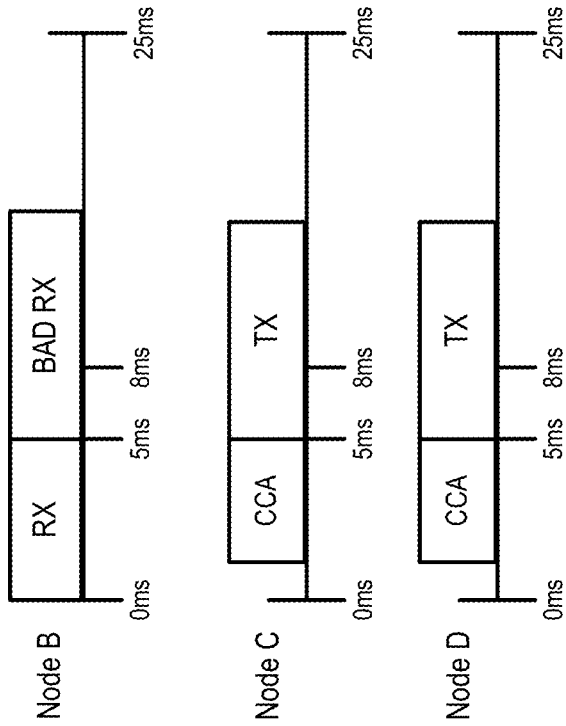 Node B
RX
BAD RX
0ms
5ms
8ms
25ms
Node C
CCA
TX
0ms
5ms
8ms
25ms
Node D
CCA
TX
0ms
5ms
8ms
25ms